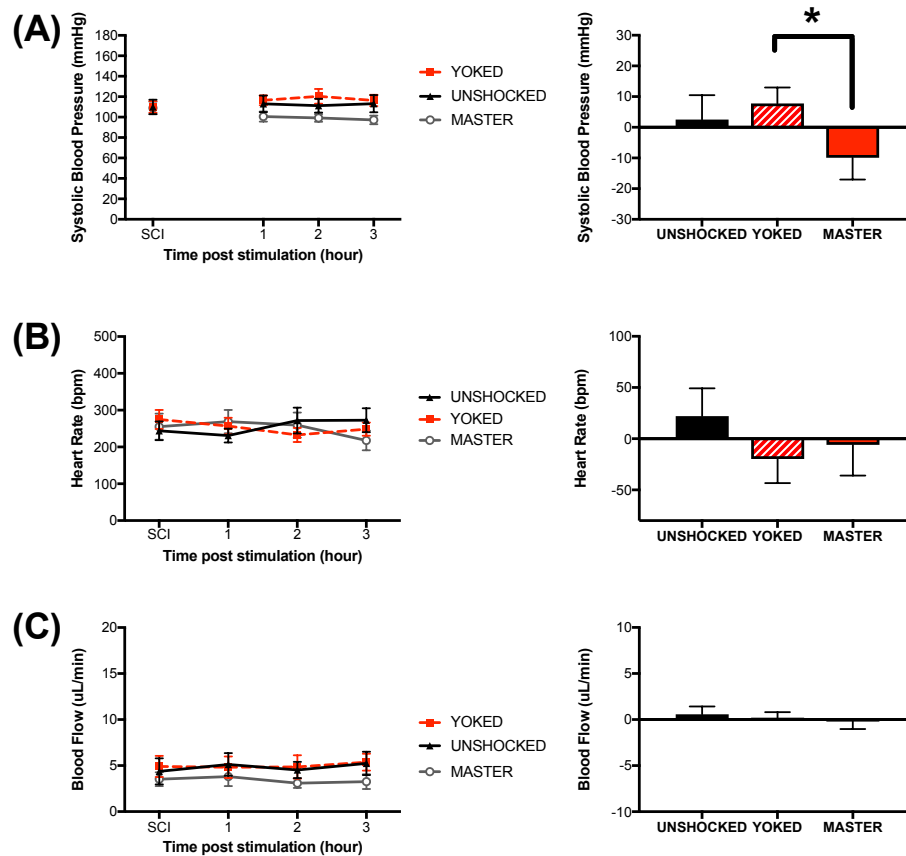 (A)
Systolic Blood Pressure (mmHg)
180
160
140
120
100
80
60
40
20
0
SCI 1 2 3
Time post stimulation (hour)
YOKED
UNSHOCKED
MASTER
Systolic Blood Pressure (mmHg)
30
20
10
0
-10
-20
-30
*
UNSHOCKED YOKED MASTER
(B)
Heart Rate (bpm)
500
400
300
200
100
0
SCI 1 2 3
Time post stimulation (hour)
UNSHOCKED
YOKED
MASTER
Heart Rate (bpm)
100
50
0
-50
UNSHOCKED YOKED MASTER
(C)
Blood Flow (uL/min)
20
15
10
5
0
SCI 1 2 3
Time post stimulation (hour)
YOKED
UNSHOCKED
MASTER
Blood Flow (uL/min)
10
5
0
-5
-10
UNSHOCKED YOKED MASTER